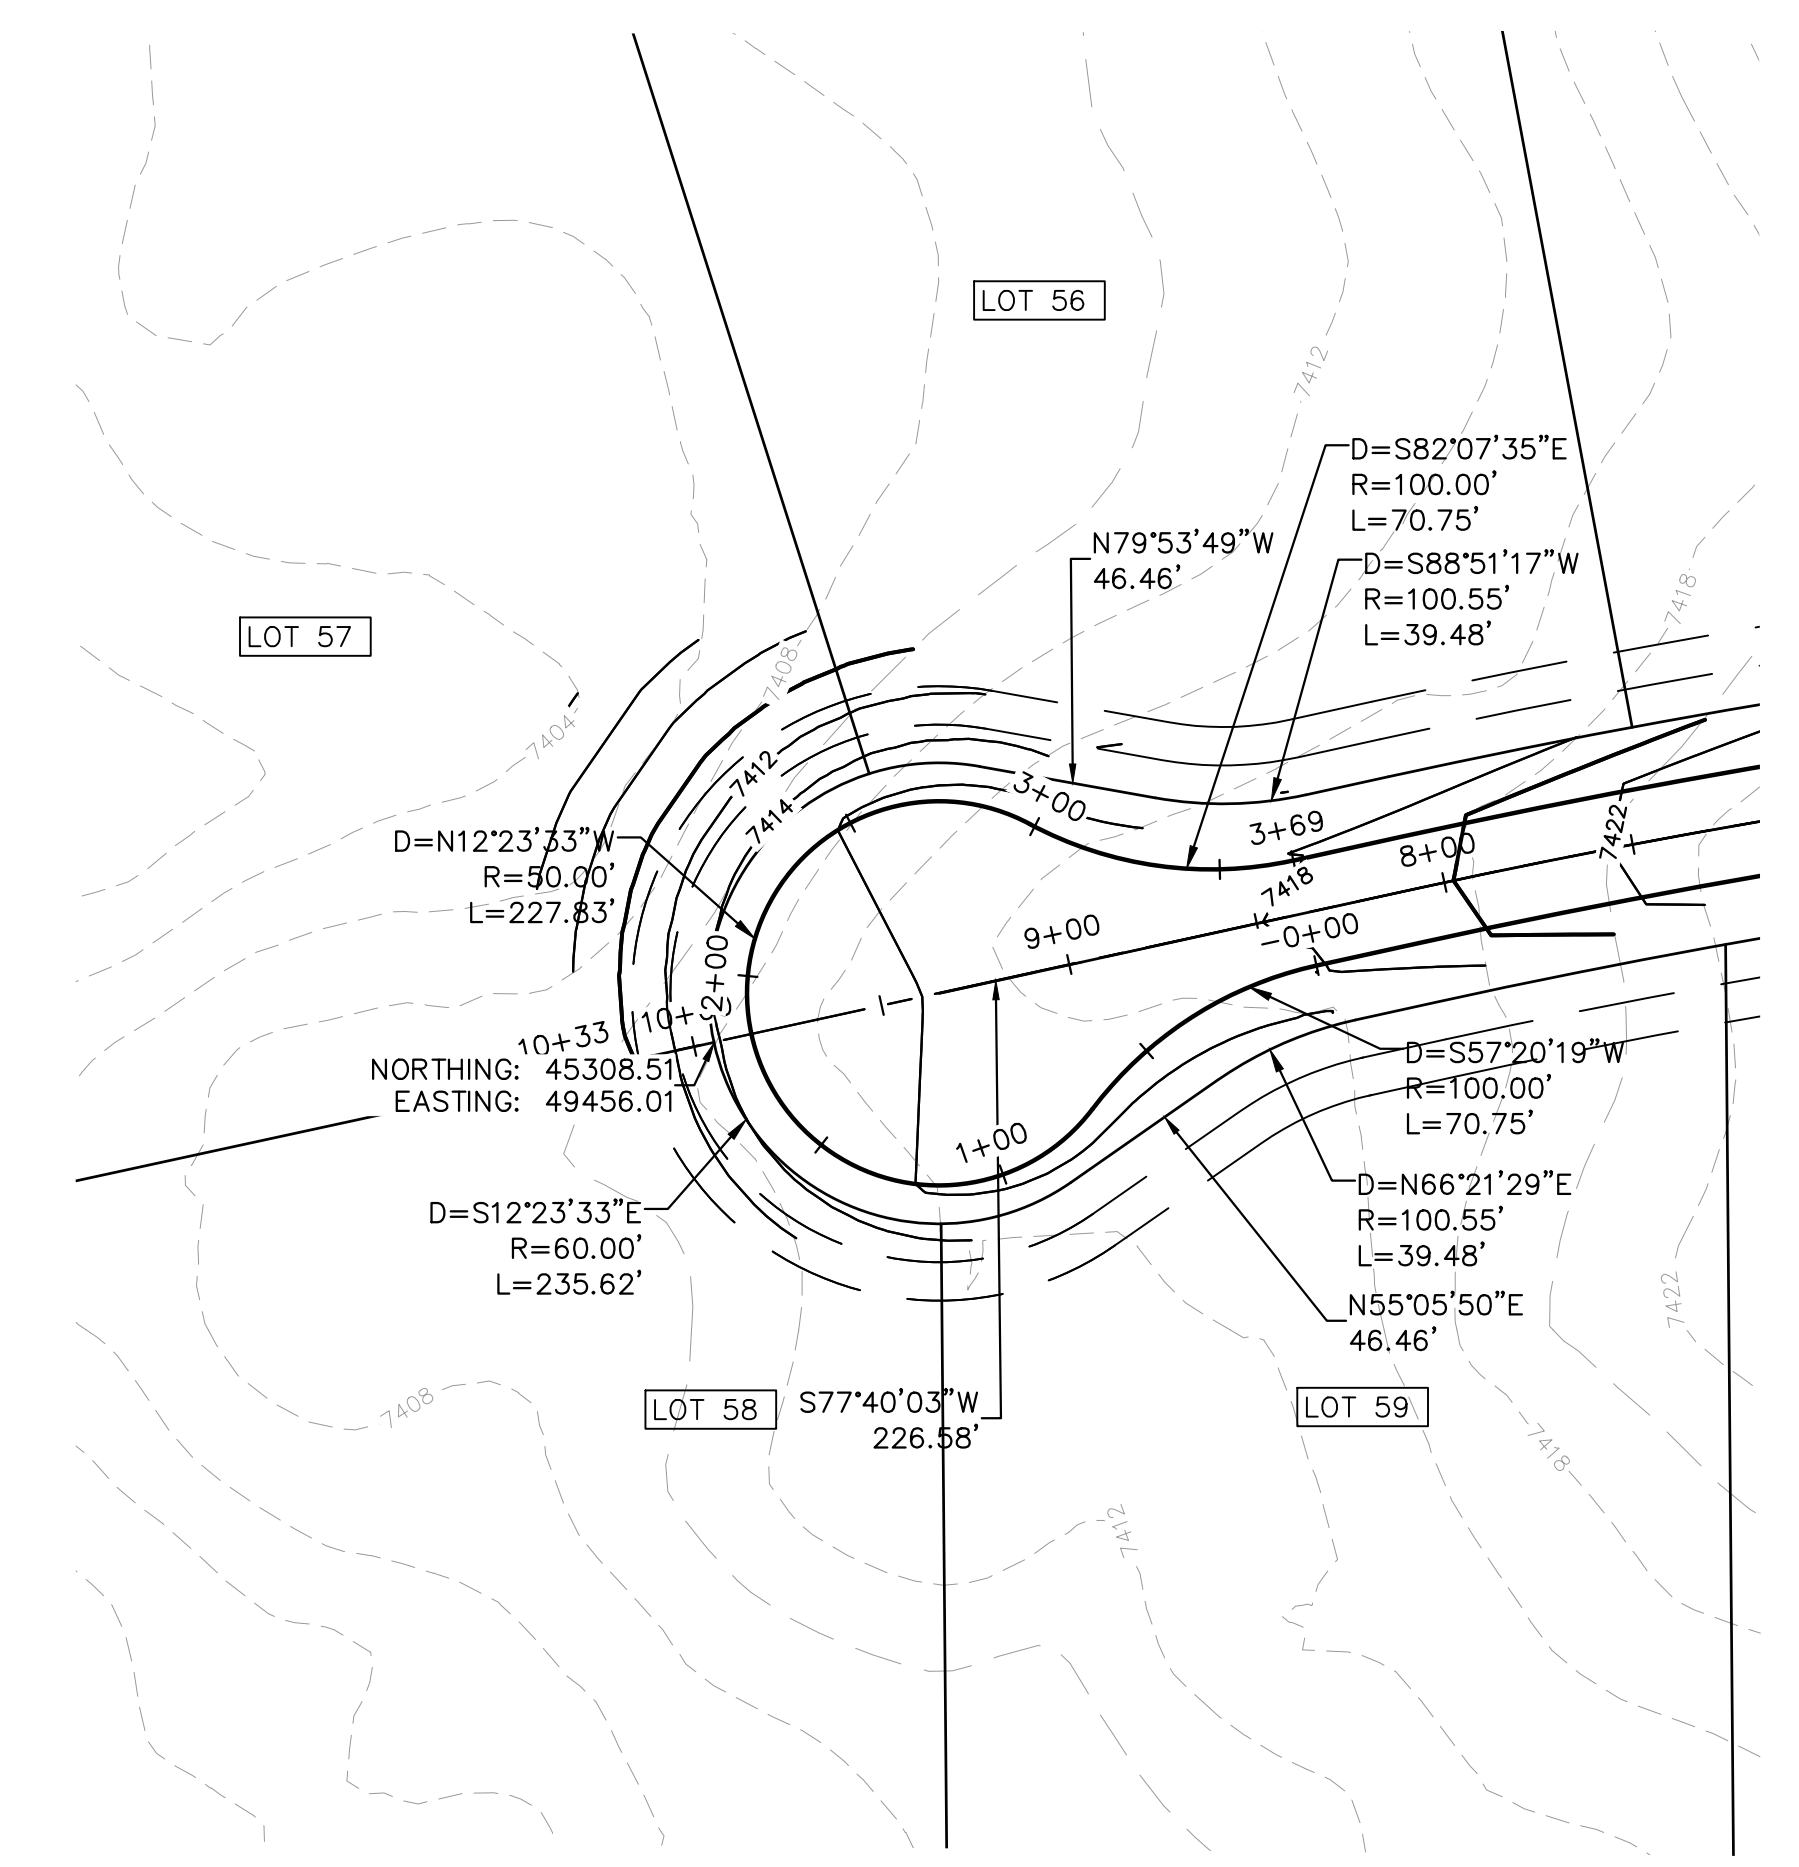 LOT 56
7412
D=S82°07'35"E
R=100.00'
L=70.75'
N79°53'49"W
46.46'
D=S88°51'17"W
R=100.55'
L=39.48'
7418
LOT 57
7408
7404
7412
7414
3+00
3+69
8+00
7422
7418
D=N12°23'33"W
R=50.00'
L=227.83'
9+00
-0+00
2+00
10+33
NORTHING: 45308.51
EASTING: 49456.01
D=S57°20'19"W
R=100.00'
L=70.75'
1+00
D=S12°23'33"E
R=60.00'
L=235.62'
D=N66°21'29"E
R=100.55'
L=39.48'
N55°05'50"E
46.46'
7422
7408
LOT 58
S77°40'03"W
226.58'
LOT 59
7418
7412